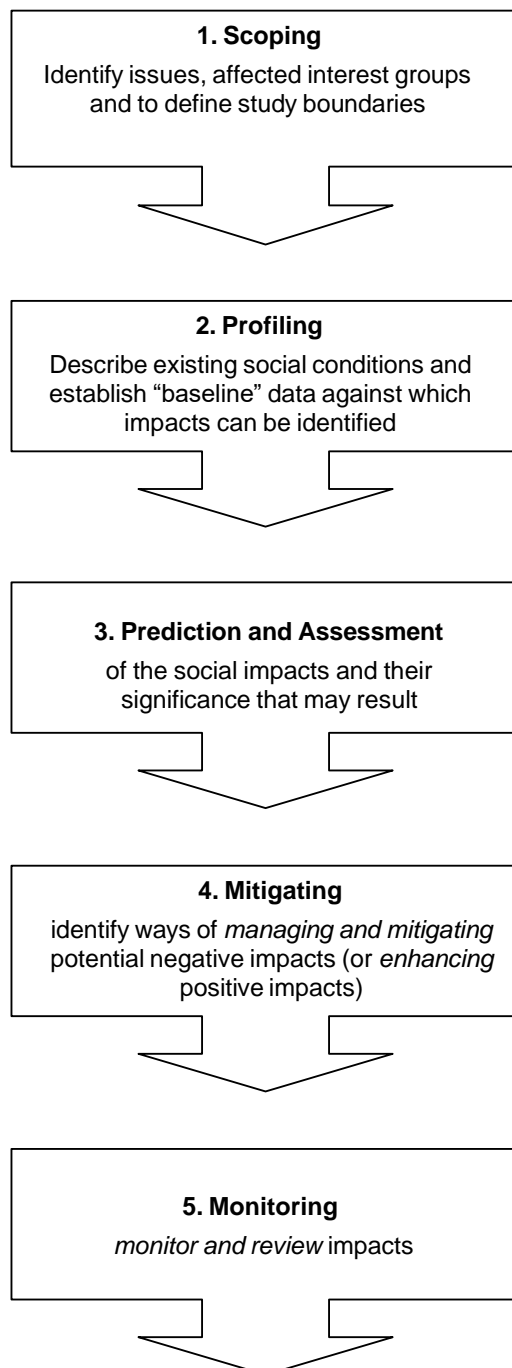 1. Scoping
Identify issues, affected interest groups
and to define study boundaries
2. Profiling
Describe existing social conditions and
establish “baseline” data against which
impacts can be identified
3. Prediction and Assessment
of the social impacts and their
significance that may result
4. Mitigating
identify ways of managing and mitigating
potential negative impacts (or enhancing
positive impacts)
5. Monitoring
monitor and review impacts